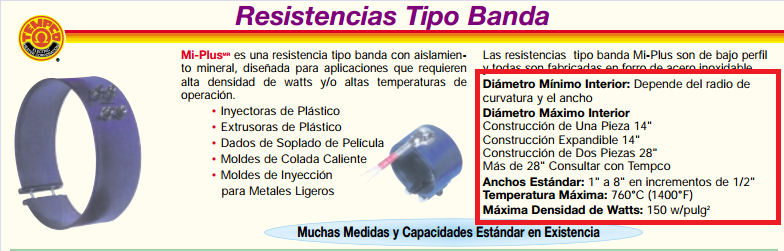 Resistencias Tipo Banda
TEMPCO
Mi-Plus MR es una resistencia tipo banda con aislamien-
to mineral, diseñada para aplicaciones que requieren
alta densidad de watts y/o altas temperaturas de
operación.
• Inyectoras de Plástico
• Extrusoras de Plástico
• Dados de Soplado de Película
• Moldes de Colada Caliente
• Moldes de Inyección
para Metales Ligeros
Las resistencias tipo banda Mi-Plus son de bajo perfil
y todas son fabricadas en forro de acero inoxidable
Diámetro Mínimo Interior: Depende del radio de
curvatura y el ancho
Diámetro Máximo Interior
Construcción de Una Pieza 14"
Construcción Expandible 14"
Construcción de Dos Piezas 28"
Más de 28" Consultar con Tempco
Anchos Estándar: 1" a 8" en incrementos de 1/2"
Temperatura Máxima: 760°C (1400°F)
Máxima Densidad de Watts: 150 w/pulg²
Muchas Medidas y Capacidades Estándar en Existencia